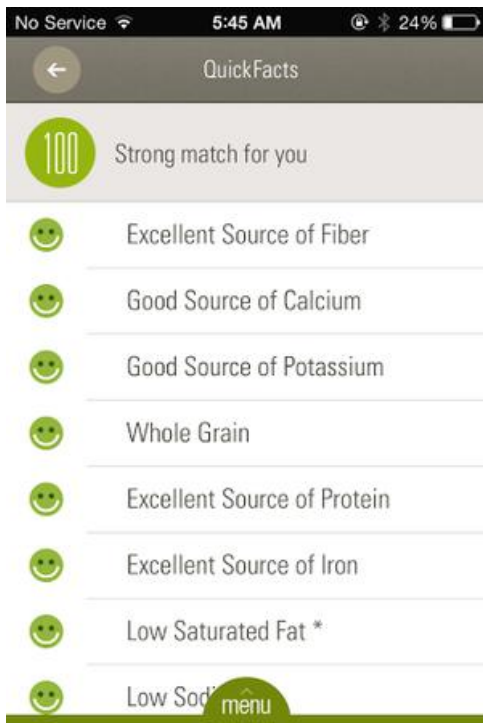 No Service 5:45 AM 24%
QuickFacts
100 Strong match for you
Excellent Source of Fiber
Good Source of Calcium
Good Source of Potassium
Whole Grain
Excellent Source of Protein
Excellent Source of Iron
Low Saturated Fat *
Low
menu